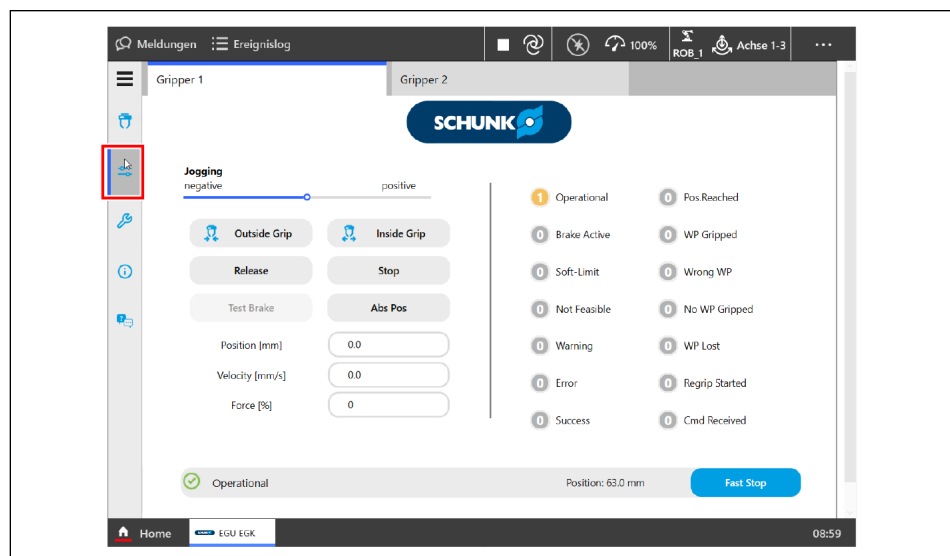 Meldungen Ereignislog 100% ROB_1 Achse 1-3 ...
Gripper 1 Gripper 2
SCHUNK
Jogging
negative positive
1 Operational 0 Pos.Reached
Outside Grip Inside Grip 0 Brake Active 0 WP Gripped
Release Stop 0 Soft-Limit 0 Wrong WP
Test Brake Abs Pos 0 Not Feasible 0 No WP Gripped
Position [mm] 0.0 0 Warning 0 WP Lost
Velocity [mm/s] 0.0
Force [%] 0 0 Error 0 Regrip Started
0 Success 0 Cmd Received
Operational Position: 63.0 mm Fast Stop
Home SCHUNK EGU EGK 08:59